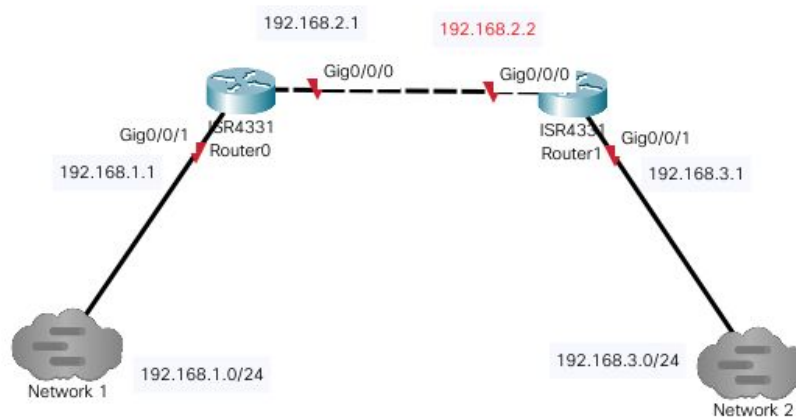 192.168.2.1
192.168.2.2
Gig0/0/0
Gig0/0/0
ISR4331
Router0
ISR4331
Router1
Gig0/0/1
Gig0/0/1
192.168.1.1
192.168.3.1
192.168.1.0/24
192.168.3.0/24
Network 1
Network 2